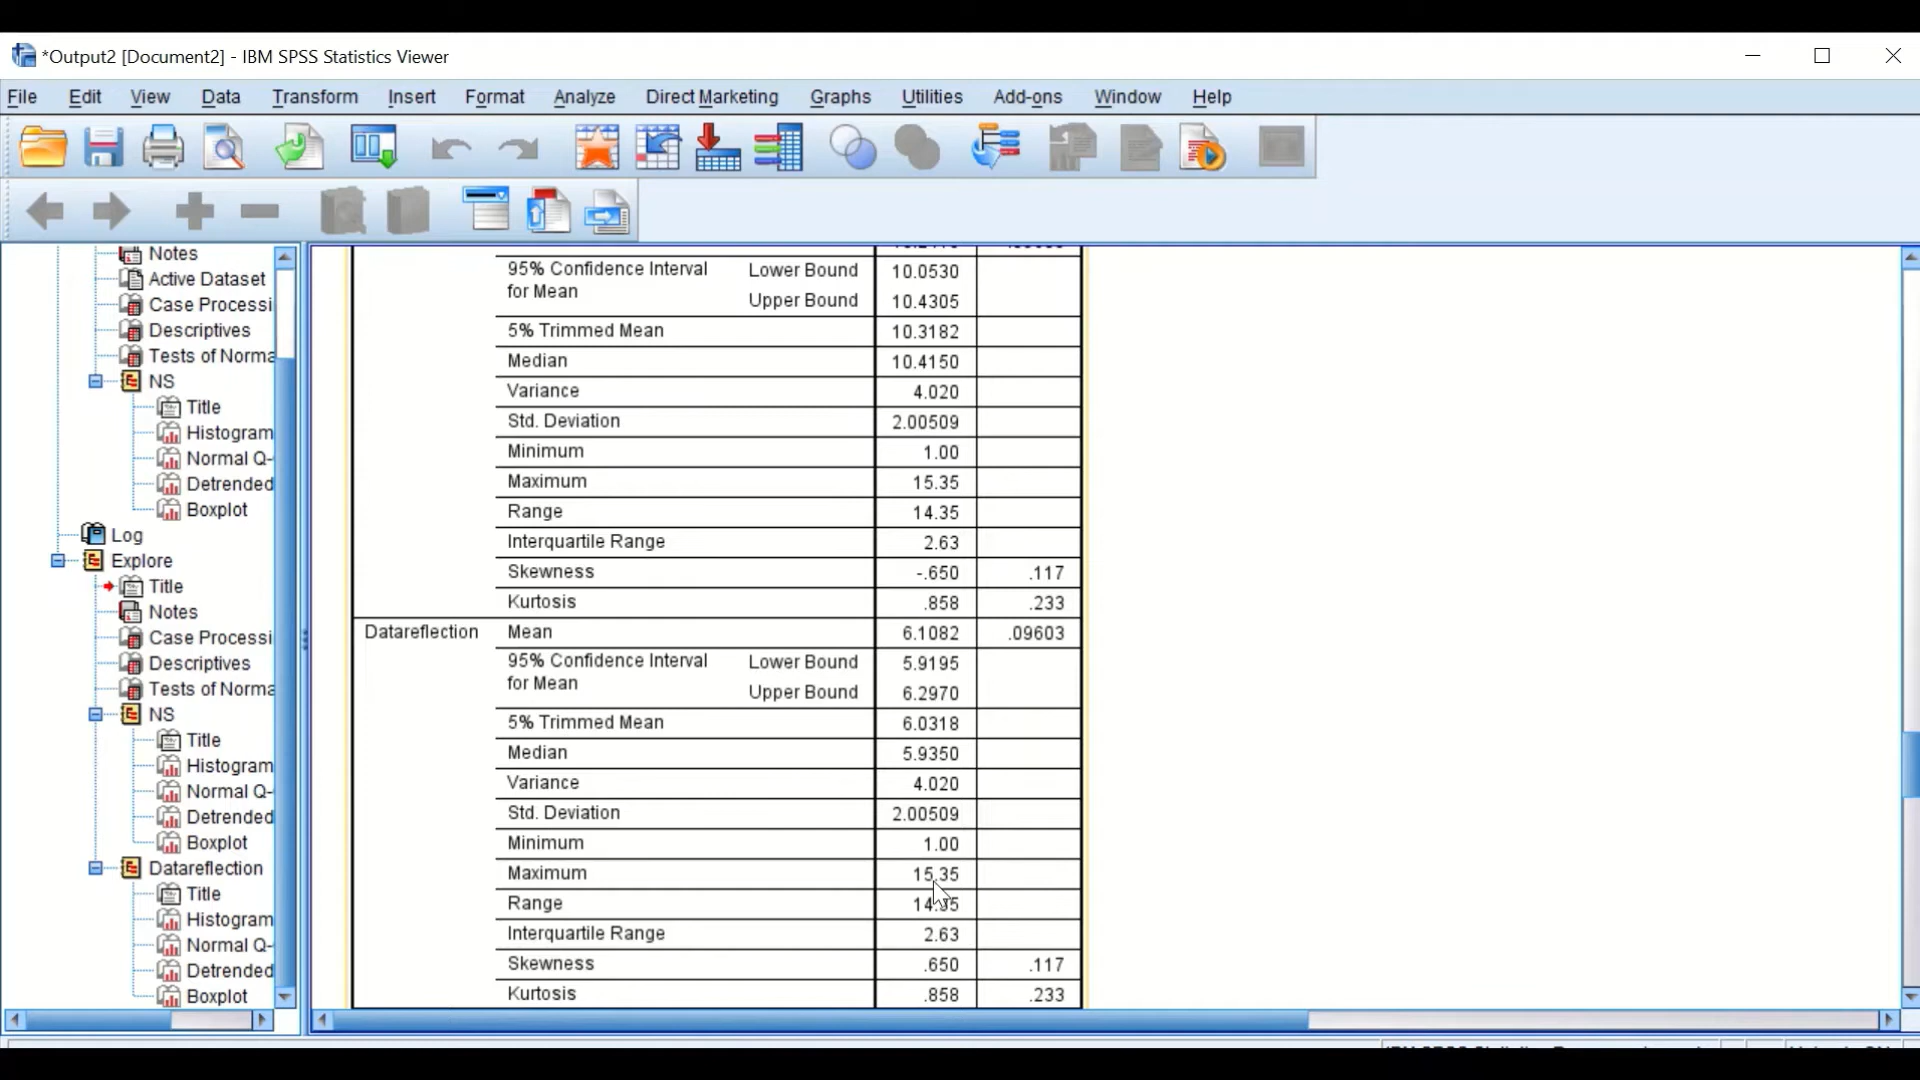 *Output2 [Document2] - IBM SPSS Statistics Viewer
File Edit View Data Transform Insert Format Analyze Direct Marketing Graphs Utilities Add-ons Window Help
Notes
Active Dataset
Case Processi
Descriptives
Tests of Norma
NS
Title
Histogram
Normal Q-
Detrended
Boxplot
Log
Explore
Title
Notes
Case Processi
Descriptives
Tests of Norma
NS
Title
Histogram
Normal Q-
Detrended
Boxplot
Datareflection
Title
Histogram
Normal Q-
Detrended
Boxplot
95% Confidence Interval for Mean Lower Bound 10.0530
Upper Bound 10.4305
5% Trimmed Mean 10.3182
Median 10.4150
Variance 4.020
Std. Deviation 2.00509
Minimum 1.00
Maximum 15.35
Range 14.35
Interquartile Range 2.63
Skewness -.650 .117
Kurtosis .858 .233
Datareflection Mean 6.1082 .09603
95% Confidence Interval for Mean Lower Bound 5.9195
Upper Bound 6.2970
5% Trimmed Mean 6.0318
Median 5.9350
Variance 4.020
Std. Deviation 2.00509
Minimum 1.00
Maximum 15.35
Range 14.35
Interquartile Range 2.63
Skewness .650 .117
Kurtosis .858 .233